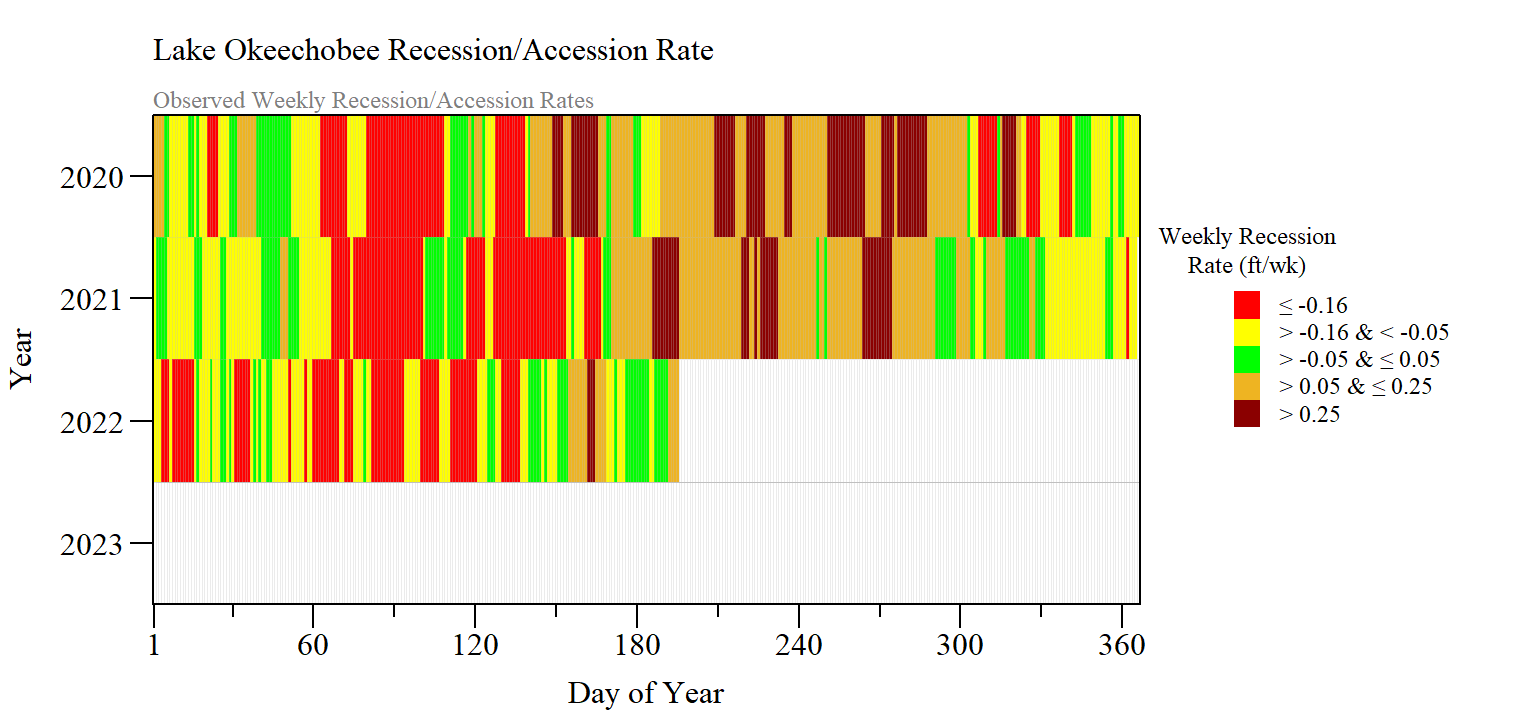 Lake Okeechobee Recession/Accession Rate
Observed Weekly Recession/Accession Rates
2020
2021
2022
2023
Year
1 60 120 180 240 300 360
Day of Year
Weekly Recession
Rate (ft/wk)
≤ -0.16
> -0.16 & < -0.05
> -0.05 & ≤ 0.05
> 0.05 & ≤ 0.25
> 0.25